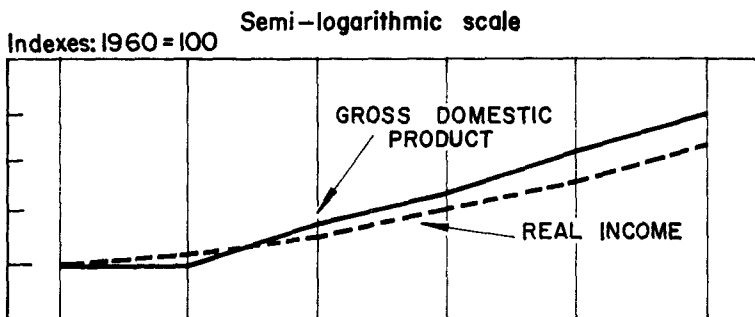 Semi-logarithmic scale
Indexes: 1960 = 100
GROSS DOMESTIC
PRODUCT
REAL INCOME